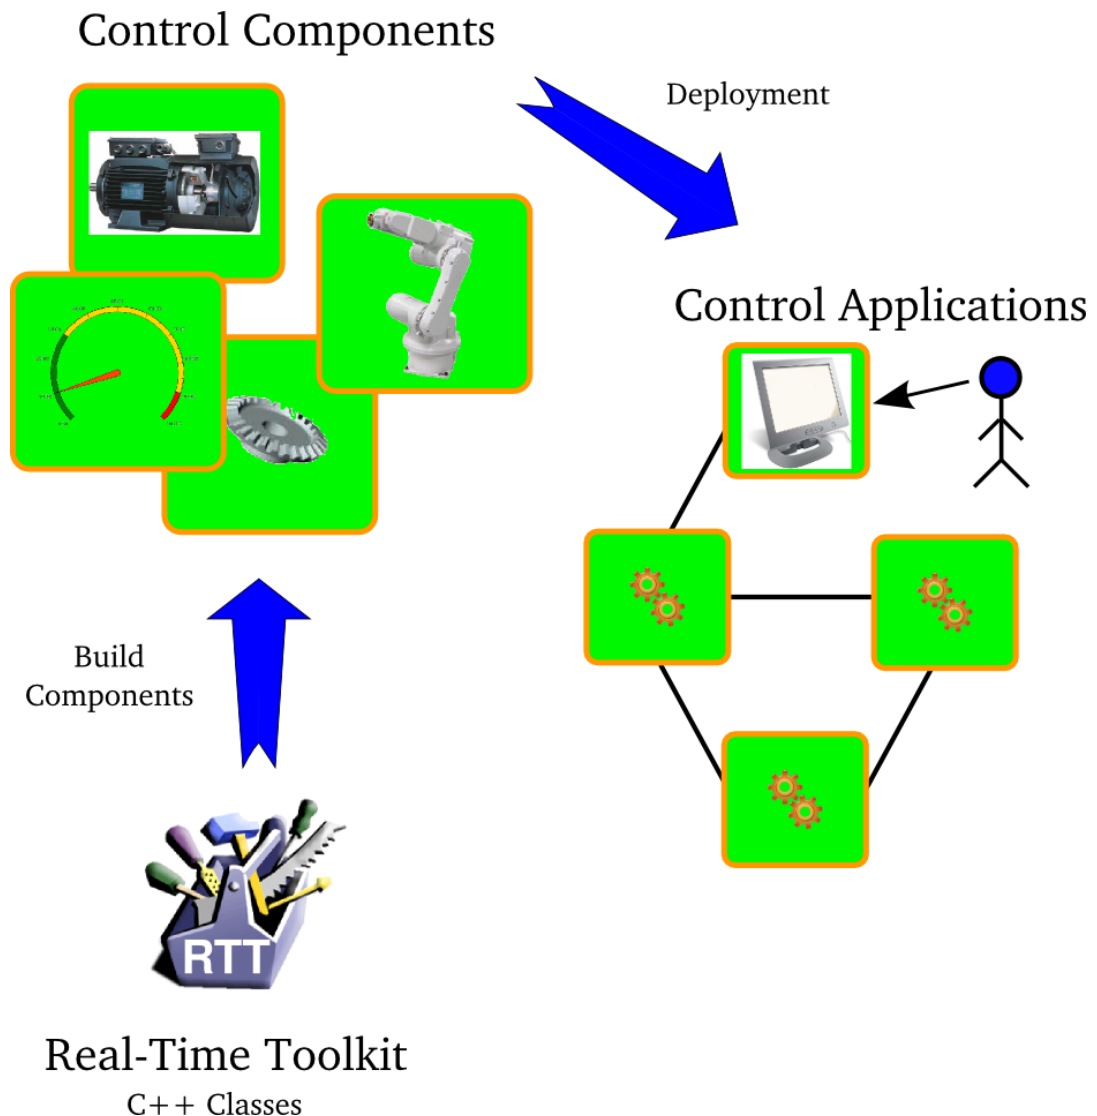 Control Components
Deployment
Control Applications
Build
Components
RTT
Real-Time Toolkit
C++ Classes